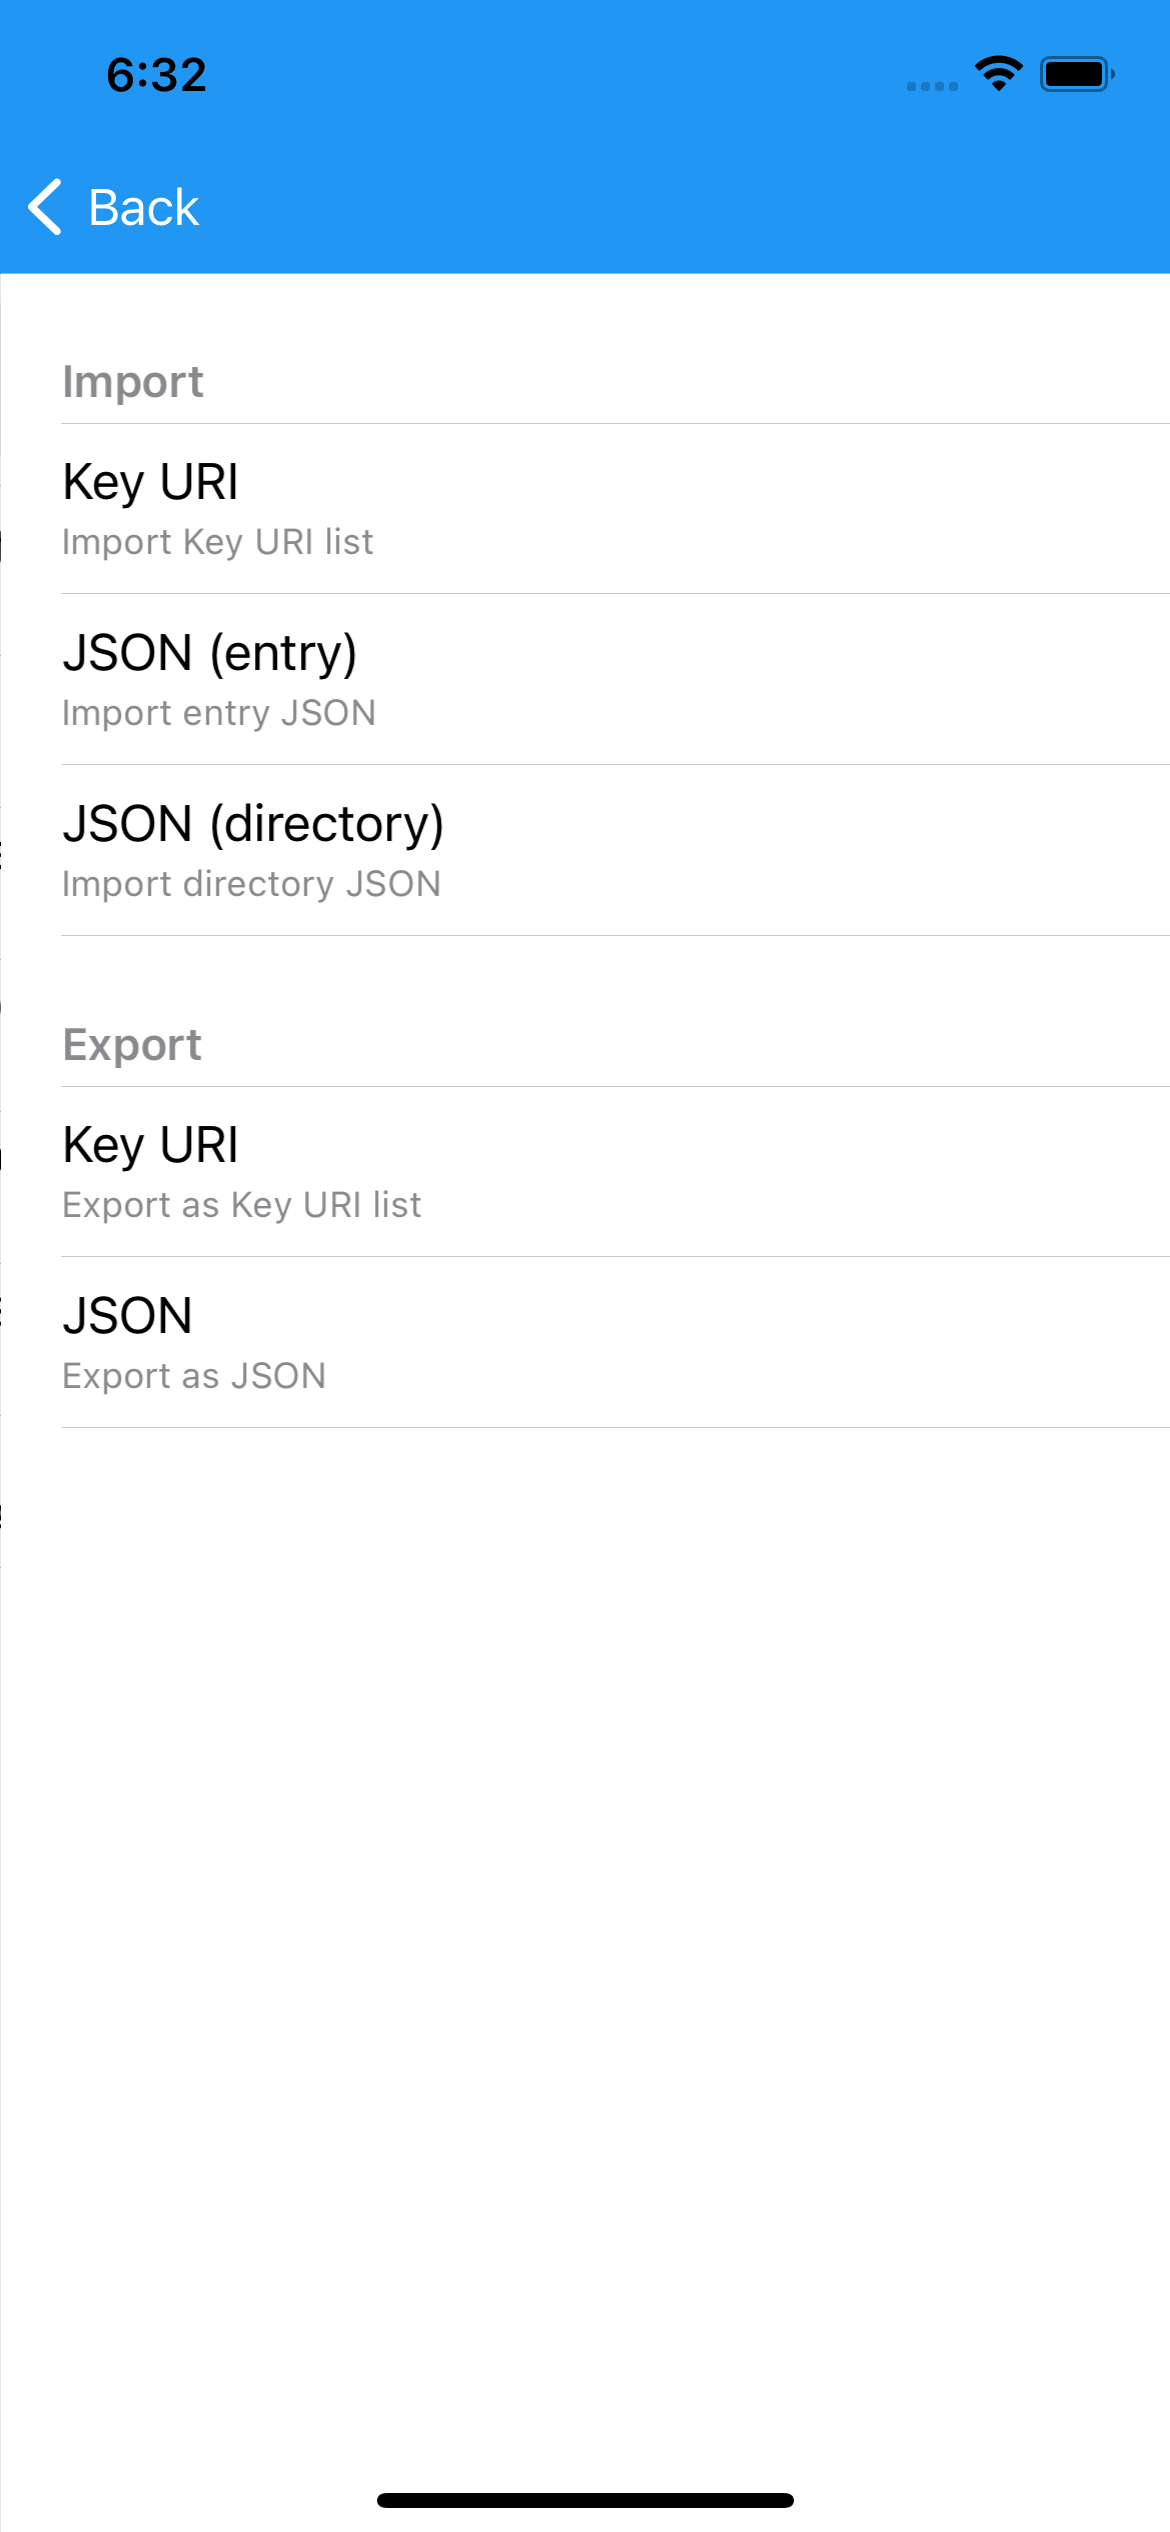 6:32
Back
Import
Key URI
Import Key URI list
JSON (entry)
Import entry JSON
JSON (directory)
Import directory JSON
Export
Key URI
Export as Key URI list
JSON
Export as JSON